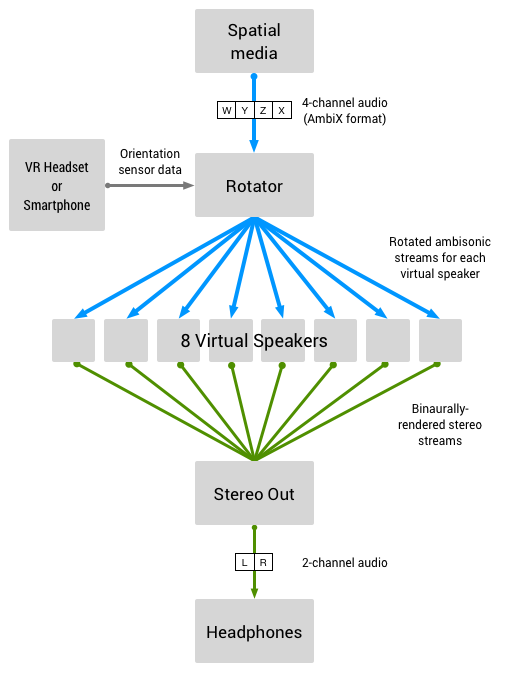 Spatial
media
W Y Z X
4-channel audio
(AmbiX format)
Orientation
sensor data
VR Headset
or
Smartphone
Rotator
Rotated ambisonic
streams for each
virtual speaker
8 Virtual Speakers
Binaurally-
rendered stereo
streams
Stereo Out
L R
2-channel audio
Headphones